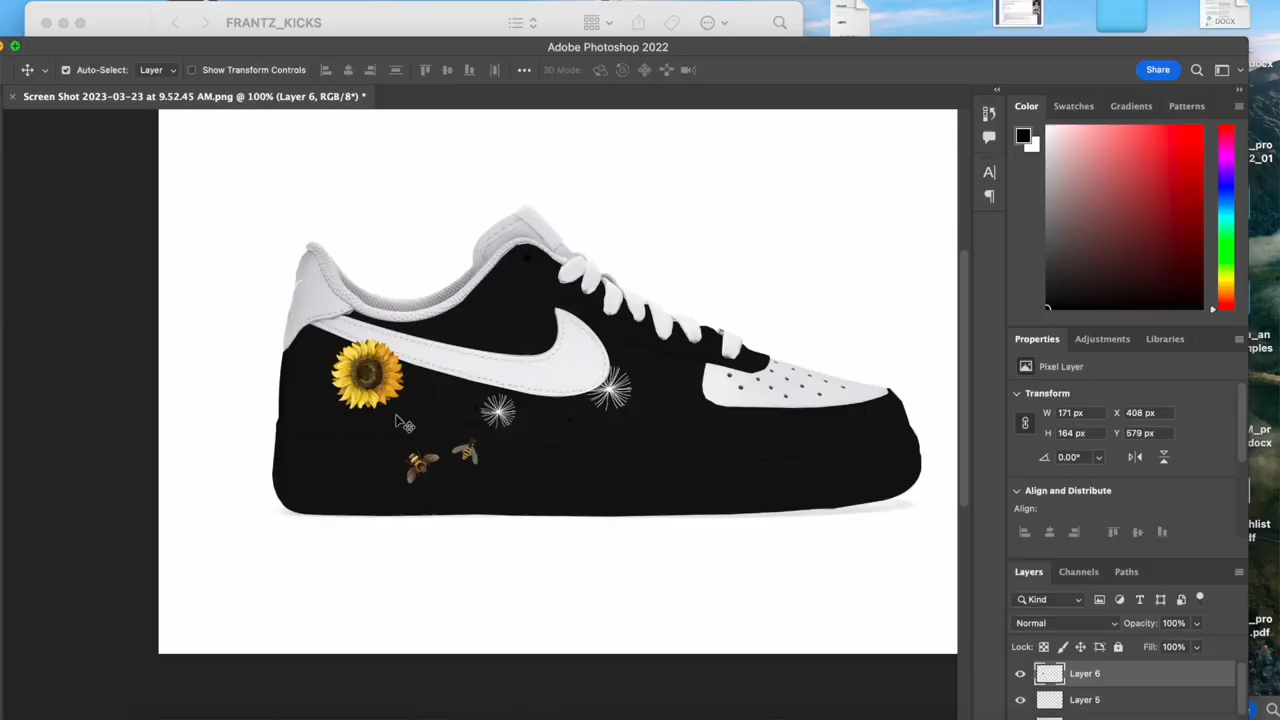 FRANTZ_KICKS
DOCX
Adobe Photoshop 2022
Auto-Select: Layer Show Transform Controls 3D Mode: Share
Screen Shot 2023-03-23 at 9.52.45 AM.png @ 100% (Layer 6, RGB/8*) *
Color Swatches Gradients Patterns
Properties Adjustments Libraries
Pixel Layer
Transform
W 171 px X 408 px
H 164 px Y 579 px
0.00°
Align and Distribute
Align:
Layers Channels Paths
Kind
Normal Opacity: 100%
Lock: Fill: 100%
Layer 6
Layer 5